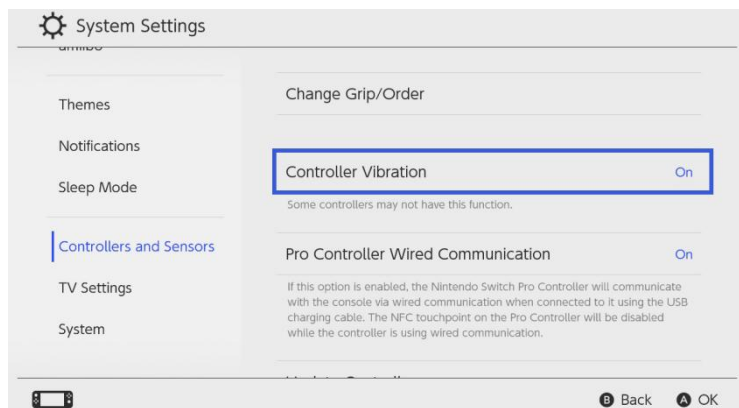 System Settings
Themes
Notifications
Sleep Mode
Controllers and Sensors
TV Settings
System
Change Grip/Order
Controller Vibration On
Some controllers may not have this function.
Pro Controller Wired Communication On
If this option is enabled, the Nintendo Switch Pro Controller will communicate
with the console via wired communication when connected to it using the USB
charging cable. The NFC touchpoint on the Pro Controller will be disabled
while the controller is using wired communication.
B Back A OK